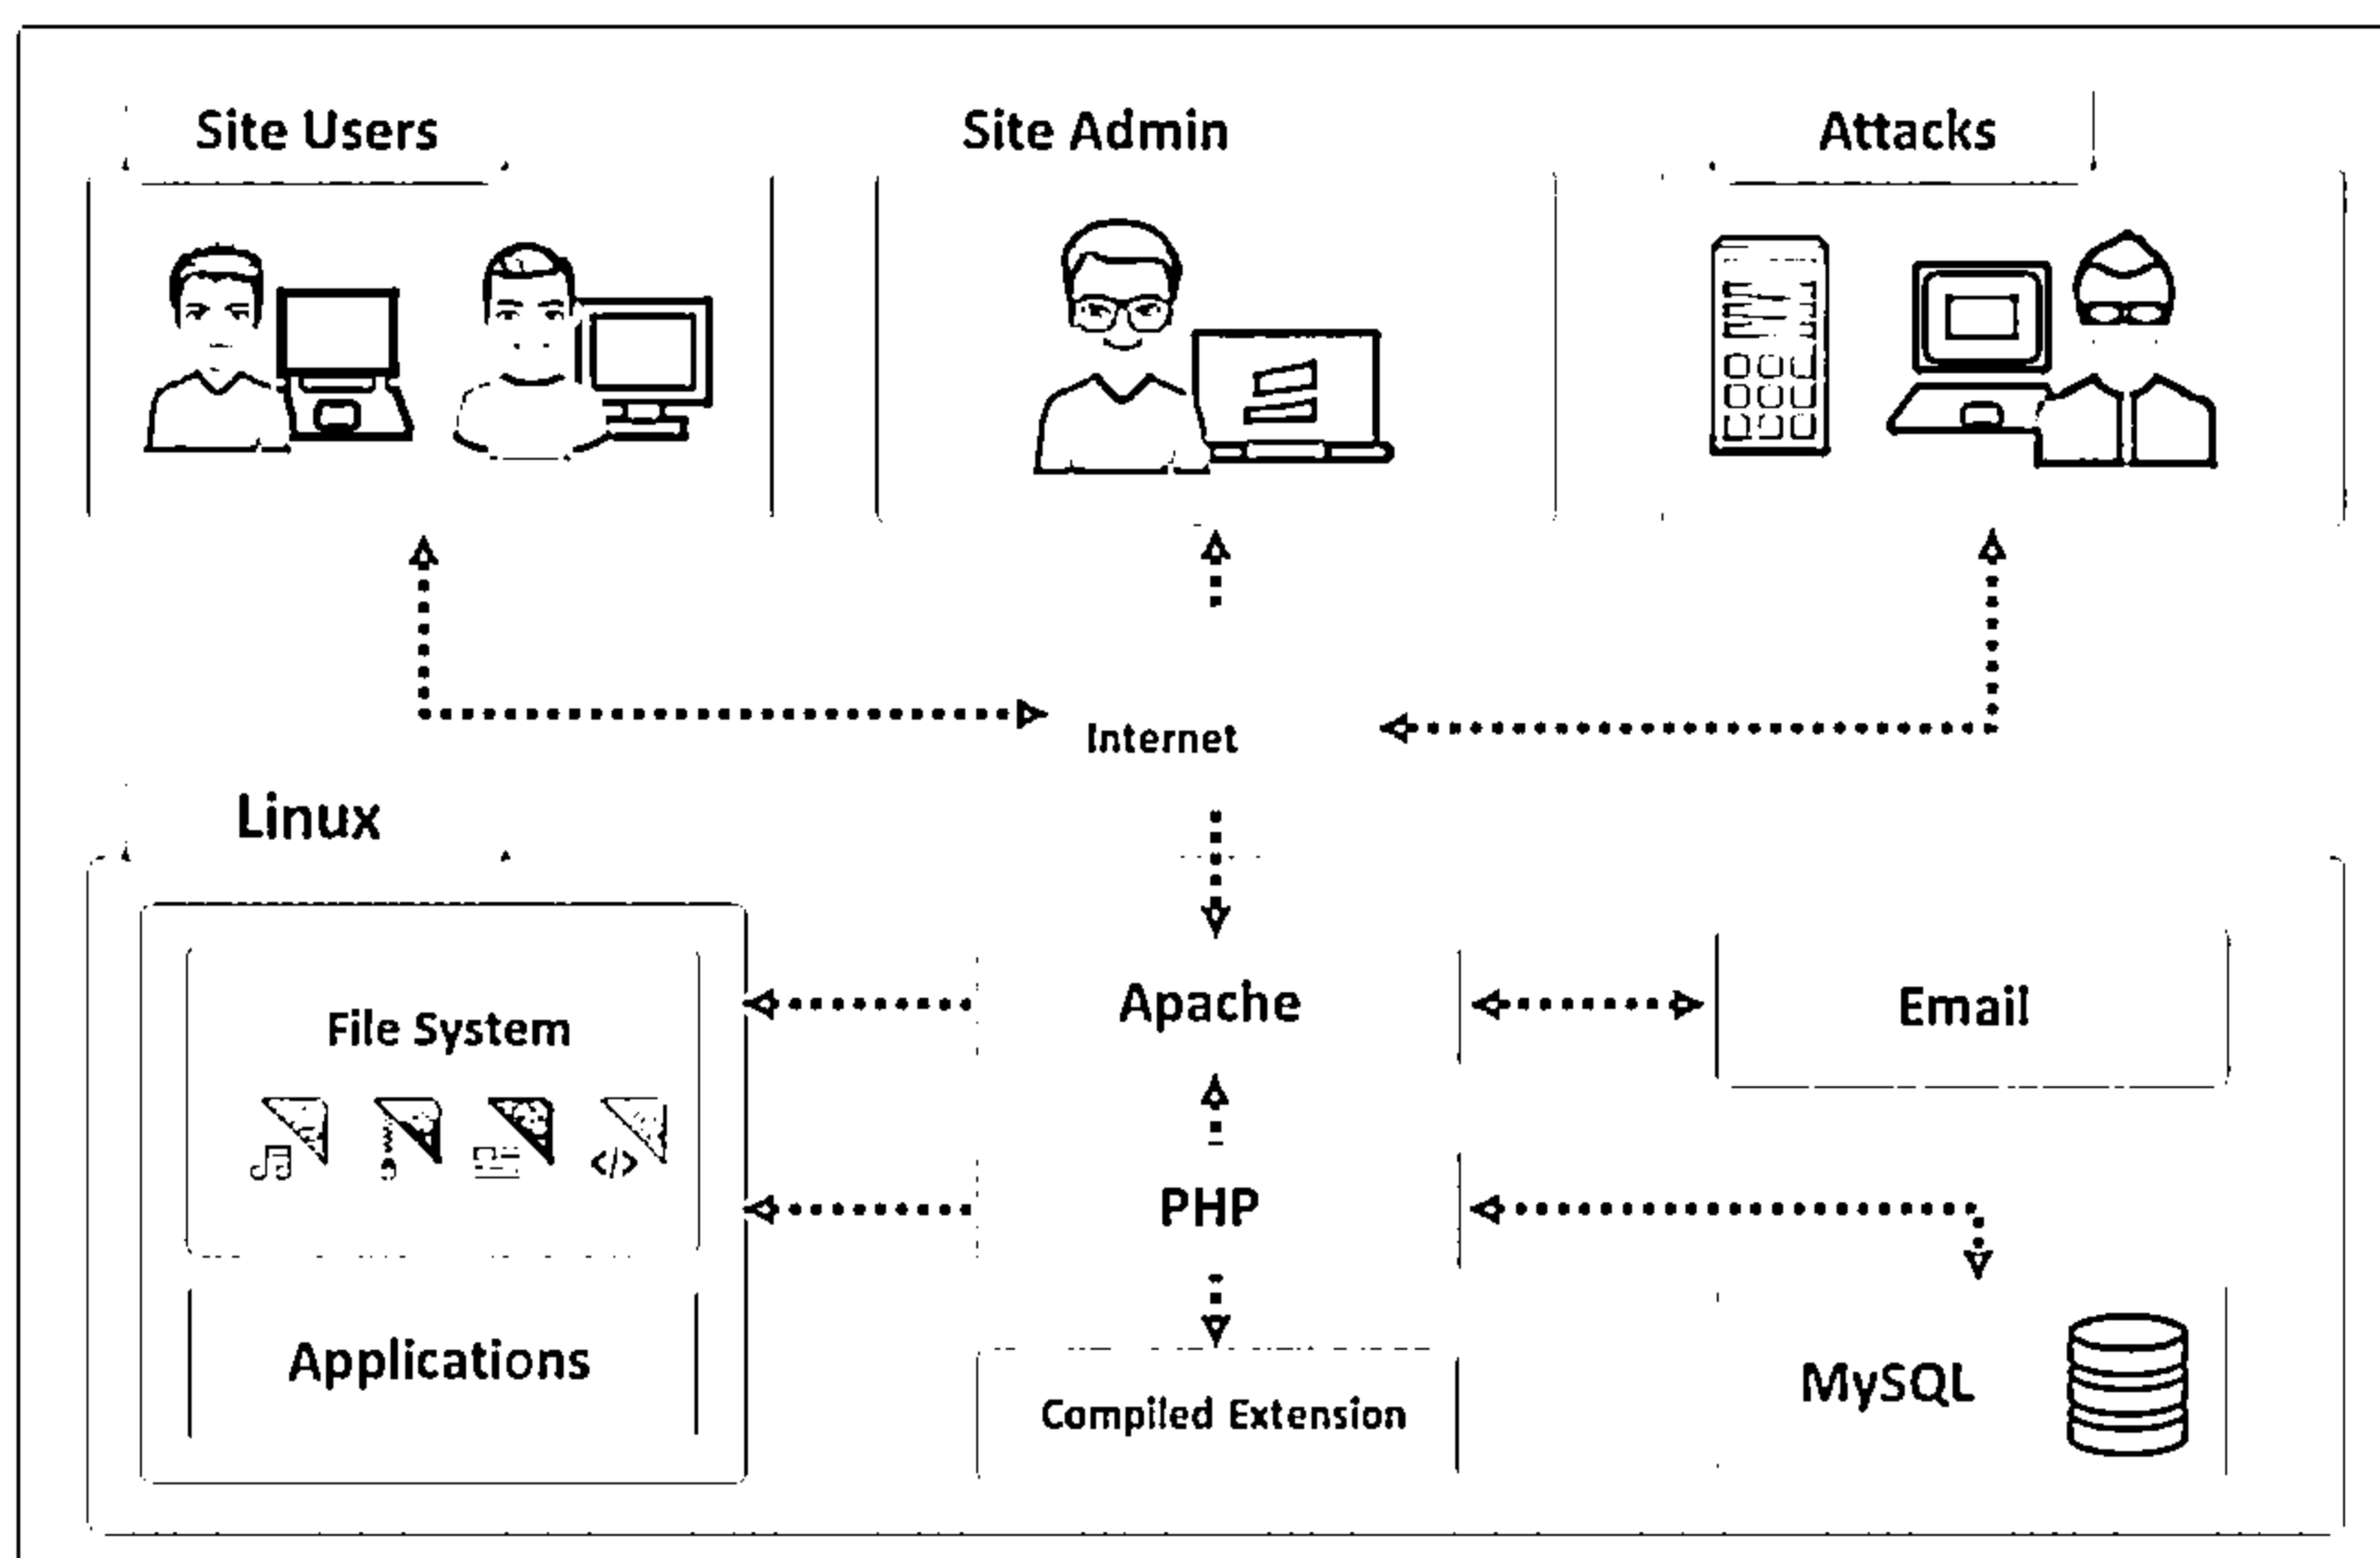 Site Users
Site Admin
Attacks
Internet
Linux
Apache
Email
File System
</>
PHP
Applications
Compiled Extension
MySQL